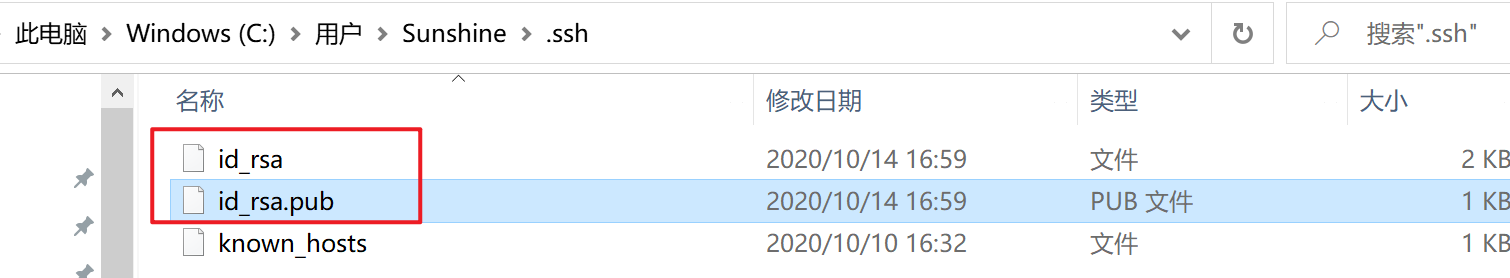 此电脑 Windows (C:) 用户 Sunshine .ssh 搜索".ssh"
名称 修改日期 类型 大小
id_rsa 2020/10/14 16:59 文件 2 KB
id_rsa.pub 2020/10/14 16:59 PUB 文件 1 KB
known_hosts 2020/10/10 16:32 文件 1 KB